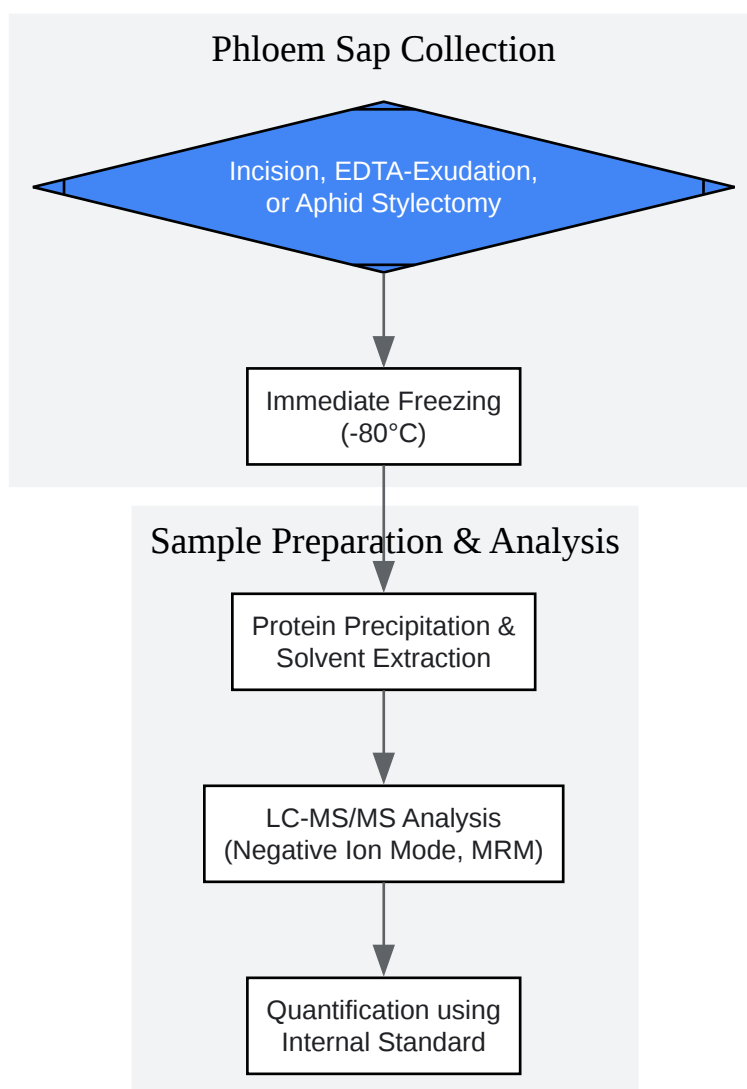 Phloem Sap Collection
Incision, EDTA-Exudation,
or Aphid Stylectomy
Immediate Freezing
(-80°C)
Sample Preparation & Analysis
Protein Precipitation &
Solvent Extraction
LC-MS/MS Analysis
(Negative Ion Mode, MRM)
Quantification using
Internal Standard